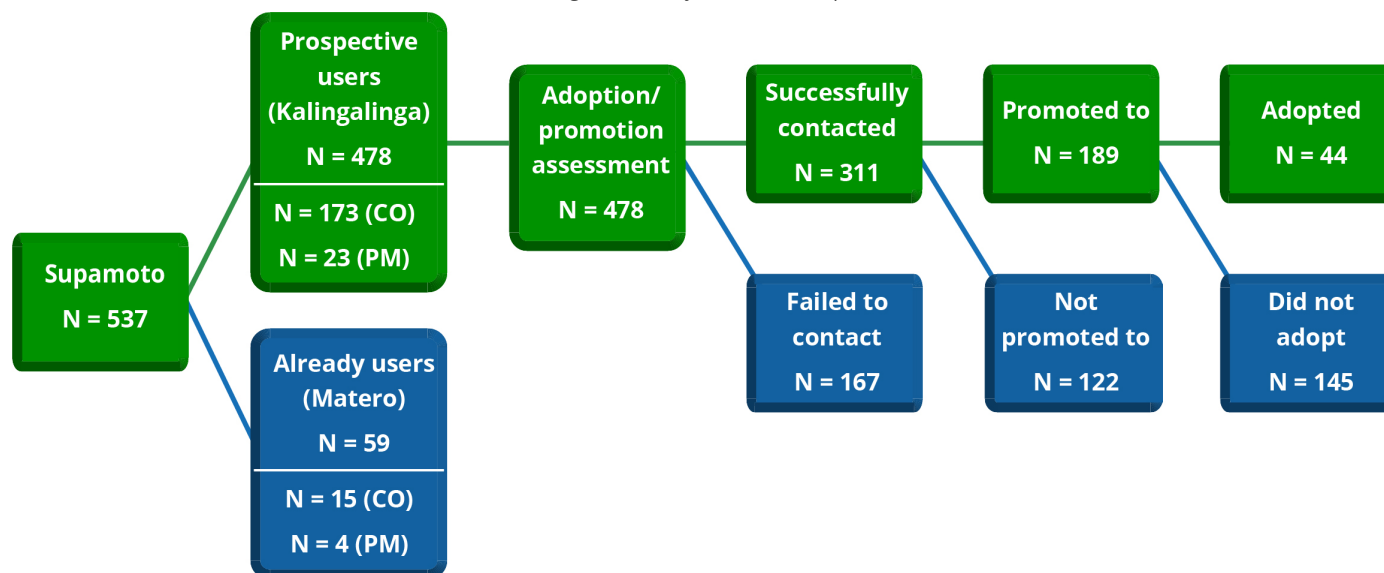 Supamoto
N = 537
Prospective
users
(Kalingalinga)
N = 478
N = 173 (CO)
N = 23 (PM)
Already users
(Matero)
N = 59
N = 15 (CO)
N = 4 (PM)
Adoption/
promotion
assessment
N = 478
Successfully
contacted
N = 311
Failed to
contact
N = 167
Promoted to
N = 189
Not
promoted to
N = 122
Adopted
N = 44
Did not
adopt
N = 145